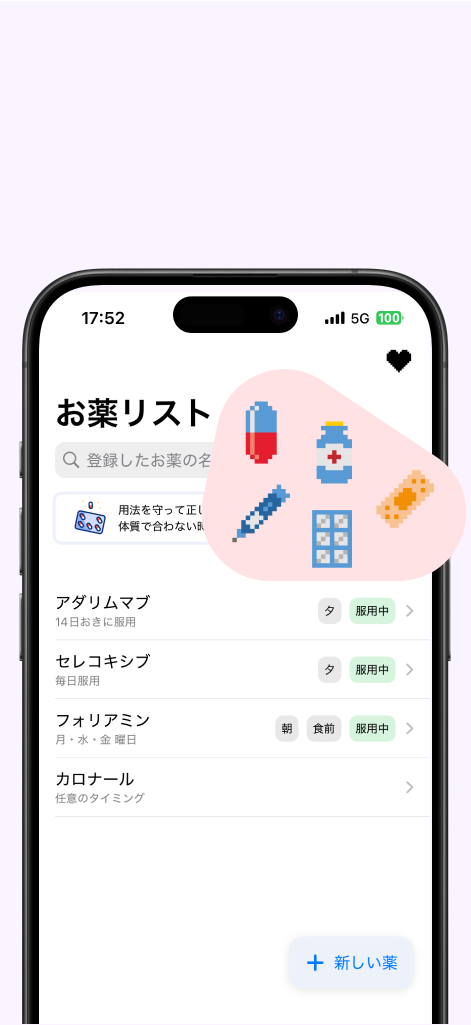 17:52
5G
100
お薬リスト
登録したお薬の名
用法を守って正し
体質で合わない時
アダリムマブ
14日おきに服用
夕
服用中
セレコキシブ
毎日服用
夕
服用中
フォリアミン
月・水・金 曜日
朝
食前
服用中
カロナール
任意のタイミング
新しい薬